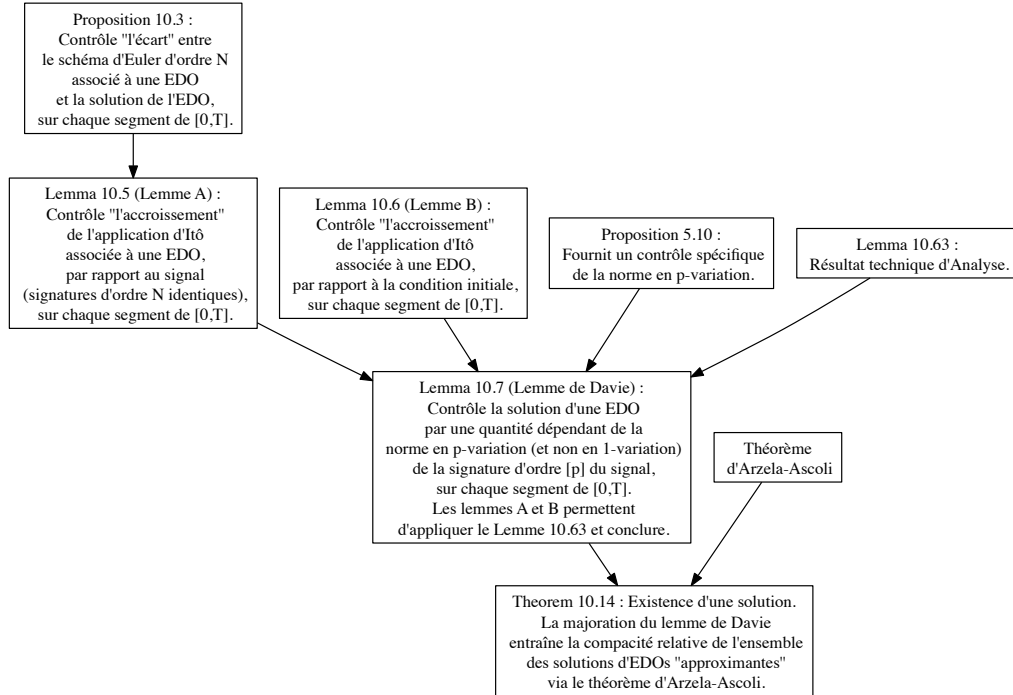 Proposition 10.3 :
Contrôle "l'écart" entre
le schéma d'Euler d'ordre N
associé à une EDO
et la solution de l'EDO,
sur chaque segment de [0,T].
Lemma 10.5 (Lemme A) :
Contrôle "l'accroissement"
de l'application d'Itô
associée à une EDO,
par rapport au signal
(signatures d'ordre N identiques),
sur chaque segment de [0,T].
Lemma 10.6 (Lemme B) :
Contrôle "l'accroissement"
de l'application d'Itô
associée à une EDO,
par rapport à la condition initiale,
sur chaque segment de [0,T].
Proposition 5.10 :
Fournit un contrôle spécifique
de la norme en p-variation.
Lemma 10.63 :
Résultat technique d'Analyse.
Lemma 10.7 (Lemme de Davie) :
Contrôle la solution d'une EDO
par une quantité dépendant de la
norme en p-variation (et non en 1-variation)
de la signature d'ordre [p] du signal,
sur chaque segment de [0,T].
Les lemmes A et B permettent
d'appliquer le Lemme 10.63 et conclure.
Théorème
d'Arzela-Ascoli
Theorem 10.14 : Existence d'une solution.
La majoration du lemme de Davie
entraîne la compacité relative de l'ensemble
des solutions d'EDOs "approximantes"
via le théorème d'Arzela-Ascoli.